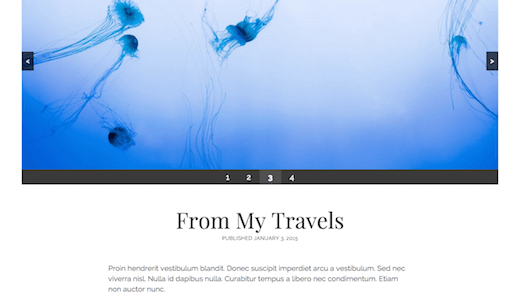 <
>
1 2 3 4
From My Travels
PUBLISHED JANUARY 3, 2015
Proin hendrerit vestibulum blandit. Donec suscipit imperdiet arcu a vestibulum. Sed nec
viverra nisl. Nulla id dapibus nulla. Curabitur tempus a libero nec condimentum. Etiam
non auctor nunc.